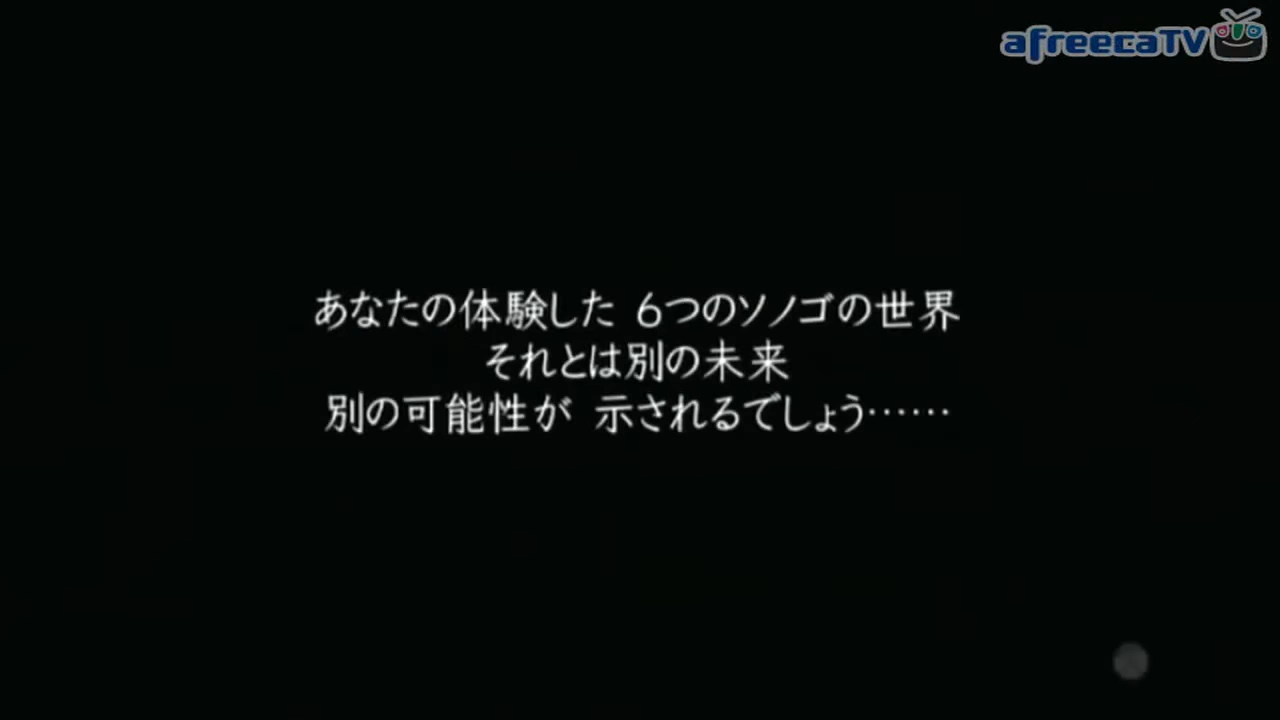 afreecaTV
あなたの体験した 6つのソノゴの世界
それとは別の未来
別の可能性が 示されるでしょう……